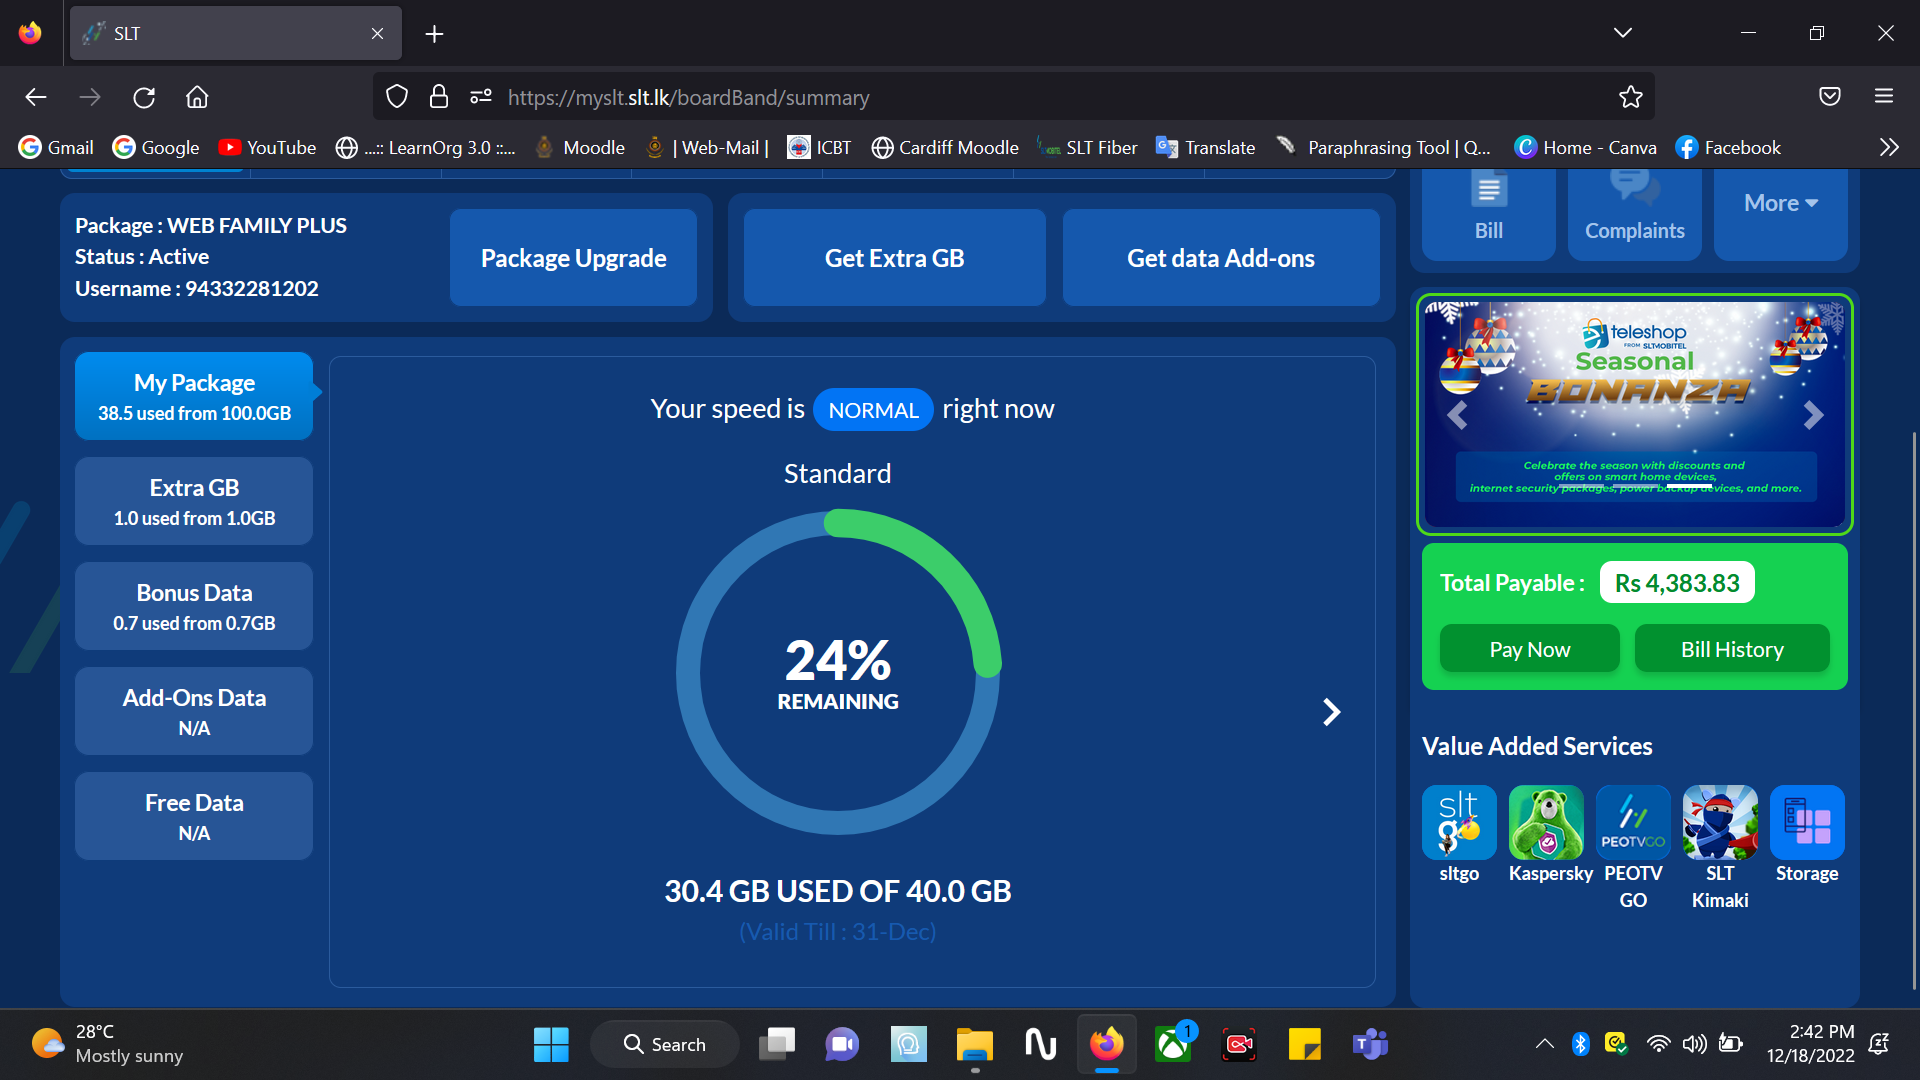 SLT
https://myslt.slt.lk/boardBand/summary
Gmail
Google
YouTube
...:: LearnOrg 3.0 ::...
Moodle
| Web-Mail |
ICBT
Cardiff Moodle
SLT Fiber
Translate
Paraphrasing Tool | Q...
Home - Canva
Facebook
Package : WEB FAMILY PLUS
Status : Active
Username : 94332281202
Package Upgrade
Get Extra GB
Get data Add-ons
Bill
Complaints
More
My Package
38.5 used from 100.0GB
Extra GB
1.0 used from 1.0GB
Bonus Data
0.7 used from 0.7GB
Add-Ons Data
N/A
Free Data
N/A
Your speed is NORMAL right now
Standard
24%
REMAINING
30.4 GB USED OF 40.0 GB
(Valid Till : 31-Dec)
teleshop
FROM SLTMOBITEL
Seasonal
BONANZA
Celebrate the season with discounts and
offers on smart home devices,
internet security packages, power backup devices, and more.
Total Payable : Rs 4,383.83
Pay Now
Bill History
Value Added Services
slt
go
PEOTVGO
sltgo
Kaspersky
PEOTV
GO
SLT
Kimaki
Storage
28°C
Mostly sunny
Search
1
2:42 PM
12/18/2022